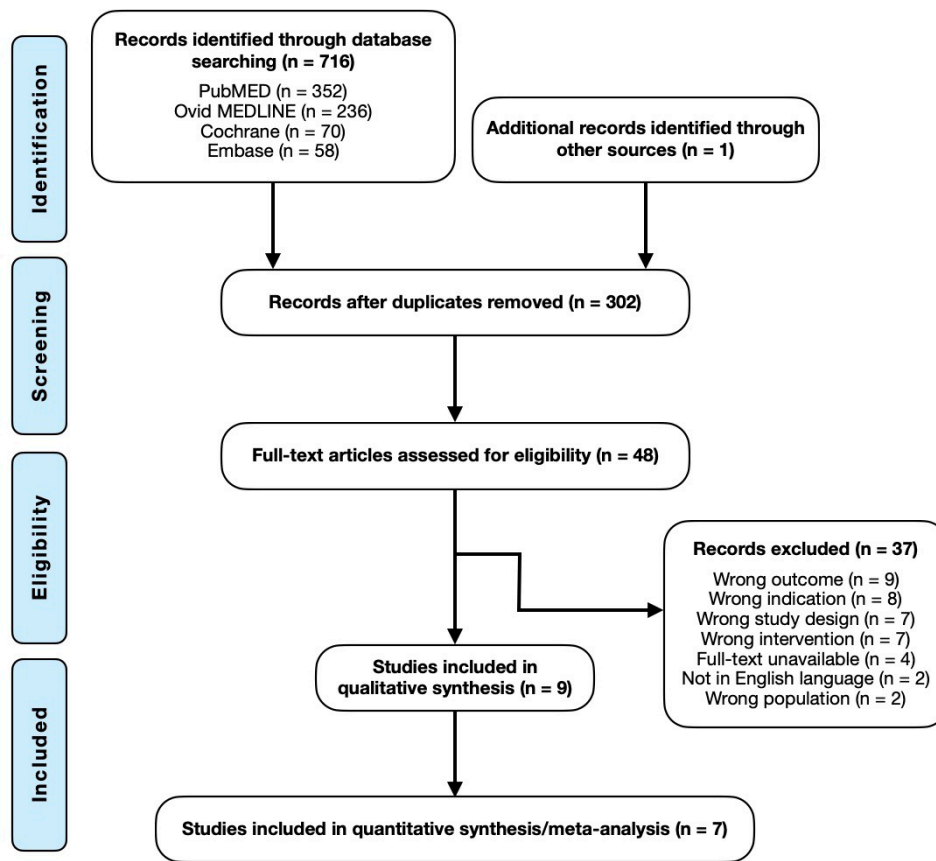 Identification
Records identified through database
searching (n = 716)
PubMED (n = 352)
Ovid MEDLINE (n = 236)
Cochrane (n = 70)
Embase (n = 58)
Additional records identified through
other sources (n = 1)
Screening
Records after duplicates removed (n = 302)
Eligibility
Full-text articles assessed for eligibility (n = 48)
Records excluded (n = 37)
Wrong outcome (n = 9)
Wrong indication (n = 8)
Wrong study design (n = 7)
Wrong intervention (n = 7)
Full-text unavailable (n = 4)
Not in English language (n = 2)
Wrong population (n = 2)
Included
Studies included in
qualitative synthesis (n = 9)
Studies included in quantitative synthesis/meta-analysis (n = 7)